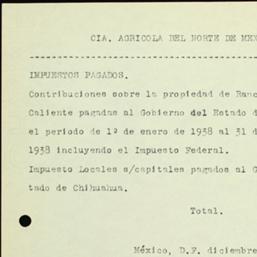 CIA. AGRICOLA DEL NORTE DE
IMPUESTOS PAGADOS.
Contribuciones sobre la propiedad de
Caliente pagadas al Gobierno del Estado
el periodo de 1º de enero de 1938 al 31
1938 incluyendo el Impuesto Federal.
Impuesto Locales s/capitales pagados al
tado de Chihuahua.
Total.
México, D.F. diciembre